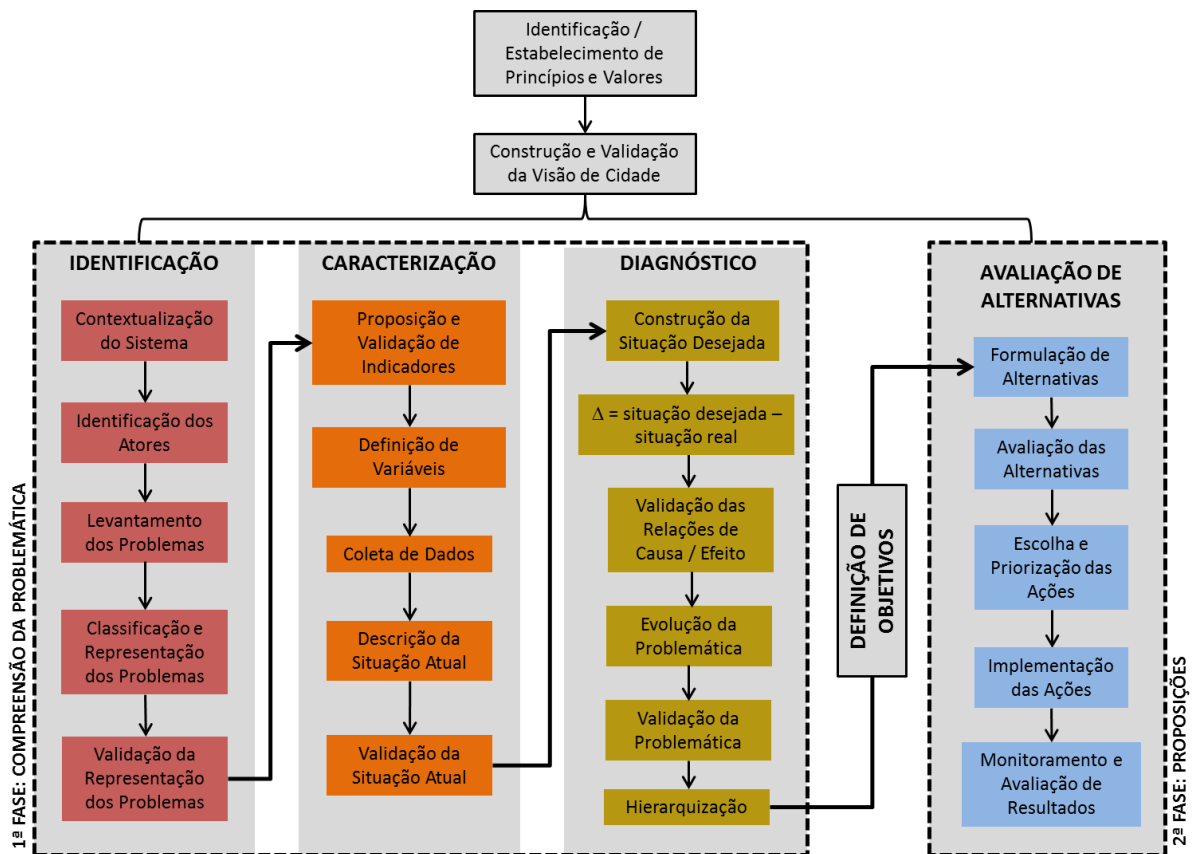 Identificação /
Estabelecimento de
Princípios e Valores
Construção e Validação
da Visão de Cidade
1ª FASE: COMPREENSÃO DA PROBLEMÁTICA
IDENTIFICAÇÃO
Contextualização
do Sistema
Identificação dos
Atores
Levantamento
dos Problemas
Classificação e
Representação
dos Problemas
Validação da
Representação
dos Problemas
CARACTERIZAÇÃO
Proposição e
Validação de
Indicadores
Definição de
Variáveis
Coleta de Dados
Descrição da
Situação Atual
Validação da
Situação Atual
DIAGNÓSTICO
Construção da
Situação Desejada
Δ = situação desejada –
situação real
Validação das
Relações de
Causa / Efeito
Evolução da
Problemática
Validação da
Problemática
Hierarquização
DEFINIÇÃO DE
OBJETIVOS
AVALIAÇÃO DE
ALTERNATIVAS
Formulação de
Alternativas
Avaliação das
Alternativas
Escolha e
Priorização das
Ações
Implementação
das Ações
Monitoramento e
Avaliação de
Resultados
2ª FASE: PROPOSIÇÕES